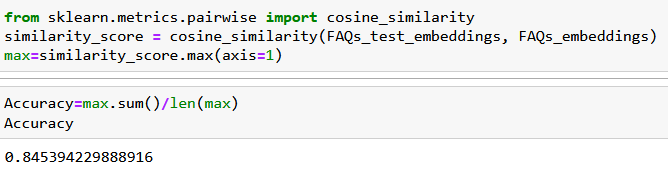 from sklearn.metrics.pairwise import cosine_similarity
similarity_score = cosine_similarity(FAQs_test_embeddings, FAQs_embeddings)
max=similarity_score.max(axis=1)
Accuracy=max.sum()/len(max)
Accuracy
0.845394229888916